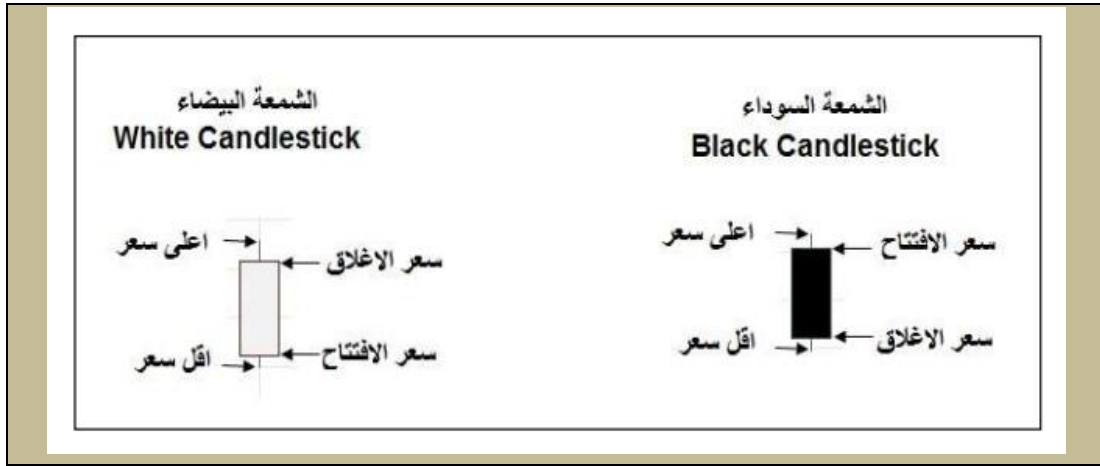 الشمعة البيضاء
White Candlestick
اعلى سعر
سعر الاغلاق
سعر الافتتاح
اقل سعر
الشمعة السوداء
Black Candlestick
اعلى سعر
سعر الافتتاح
سعر الاغلاق
اقل سعر